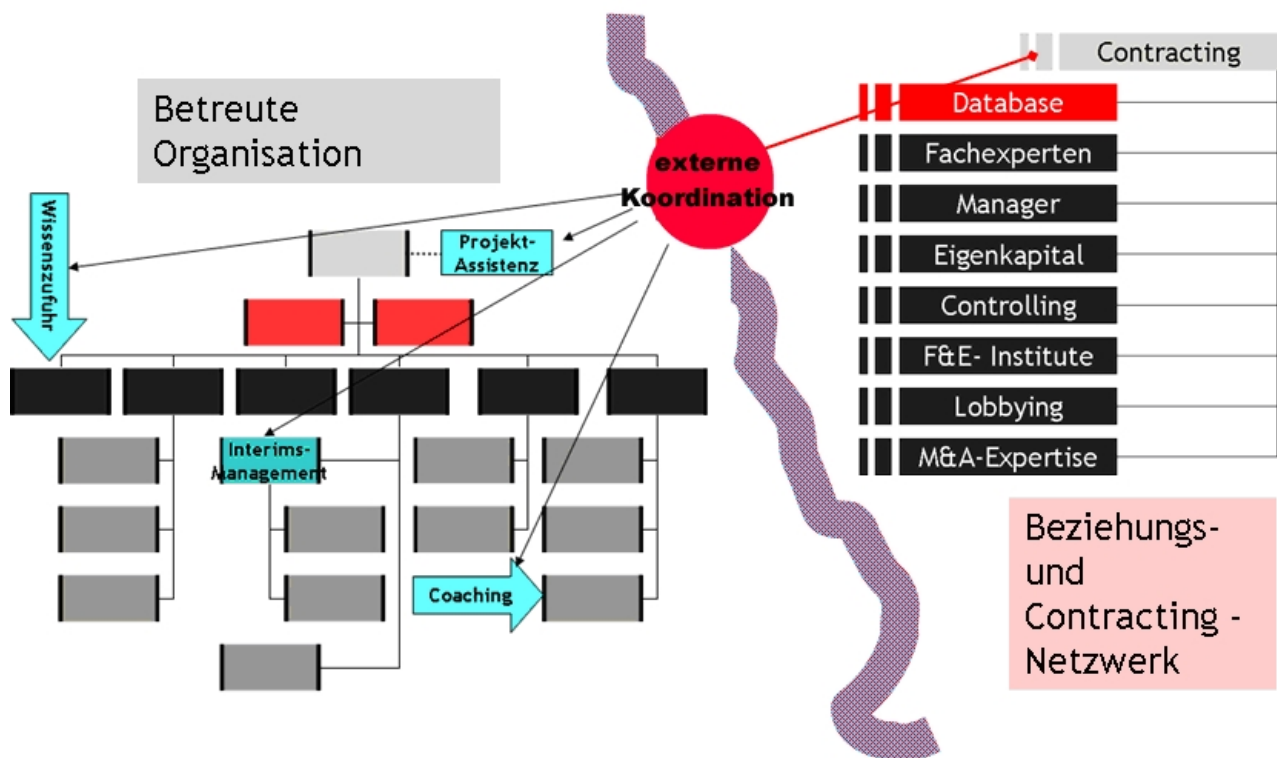 Betreute
Organisation
Wissenszufuhr
Projekt-
Assistenz
Interims-
Management
Coaching
externe
Koordination
Contracting
Database
Fachexperten
Manager
Eigenkapital
Controlling
F&E- Institute
Lobbying
M&A-Expertise
Beziehungs-
und
Contracting -
Netzwerk